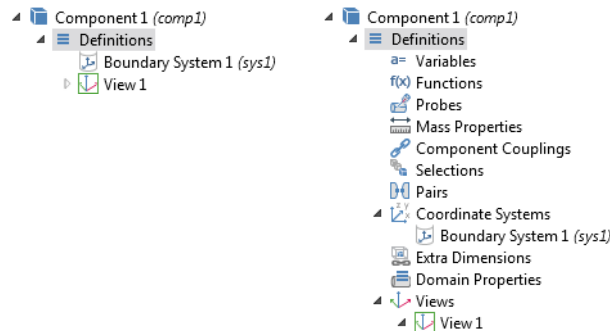 Component 1 (comp1)
Definitions
Boundary System 1 (sys1)
View 1
Component 1 (comp1)
Definitions
a= Variables
f(x) Functions
Probes
Mass Properties
Component Couplings
Selections
Pairs
z y x Coordinate Systems
Boundary System 1 (sys1)
Extra Dimensions
Domain Properties
Views
View 1